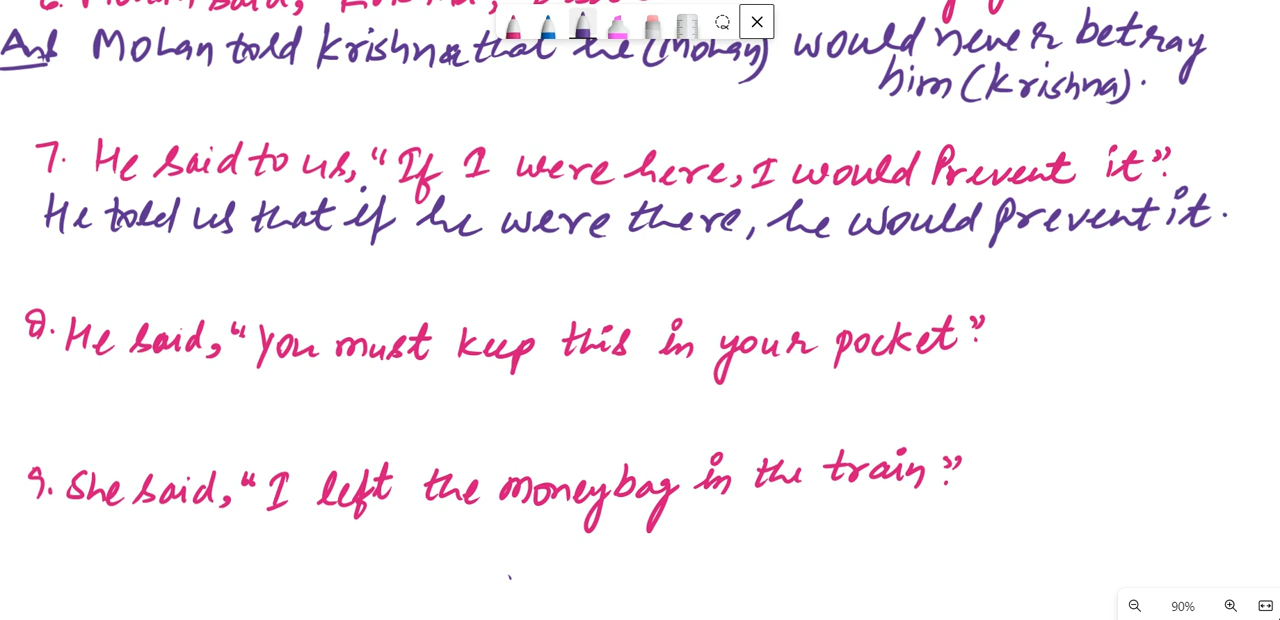 Ans Mohan told Krishna that he (Mohan) would never betray
him (Krishna).
7. He said to us, "If I were here, I would Prevent it".
He told us that if he were there, he would prevent it.
8. He said, "You must keep this in your pocket"
9. She said, "I left the moneybag in the train"
90%